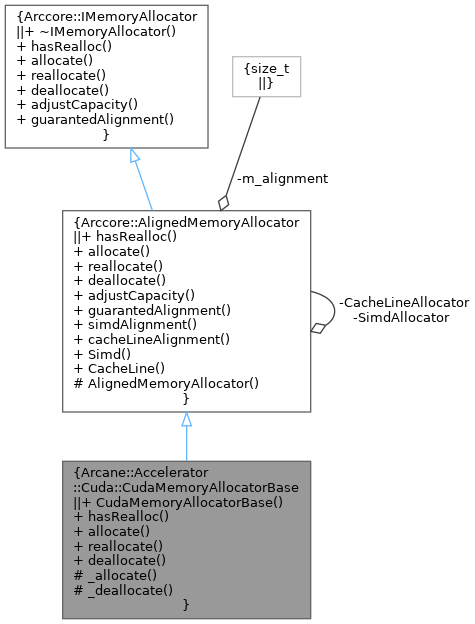 {Arccore::IMemoryAllocator
||+ ~IMemoryAllocator()
+ hasRealloc()
+ allocate()
+ reallocate()
+ deallocate()
+ adjustCapacity()
+ guarantedAlignment()
}
{size_t
||}
-m_alignment
{Arccore::AlignedMemoryAllocator
||+ hasRealloc()
+ allocate()
+ reallocate()
+ deallocate()
+ adjustCapacity()
+ guarantedAlignment()
+ simdAlignment()
+ cacheLineAlignment()
+ Simd()
+ CacheLine()
# AlignedMemoryAllocator()
}
-CacheLineAllocator
-SimdAllocator
{Arcane::Accelerator
::Cuda::CudaMemoryAllocatorBase
||+ CudaMemoryAllocatorBase()
+ hasRealloc()
+ allocate()
+ reallocate()
+ deallocate()
# _allocate()
# _deallocate()
}